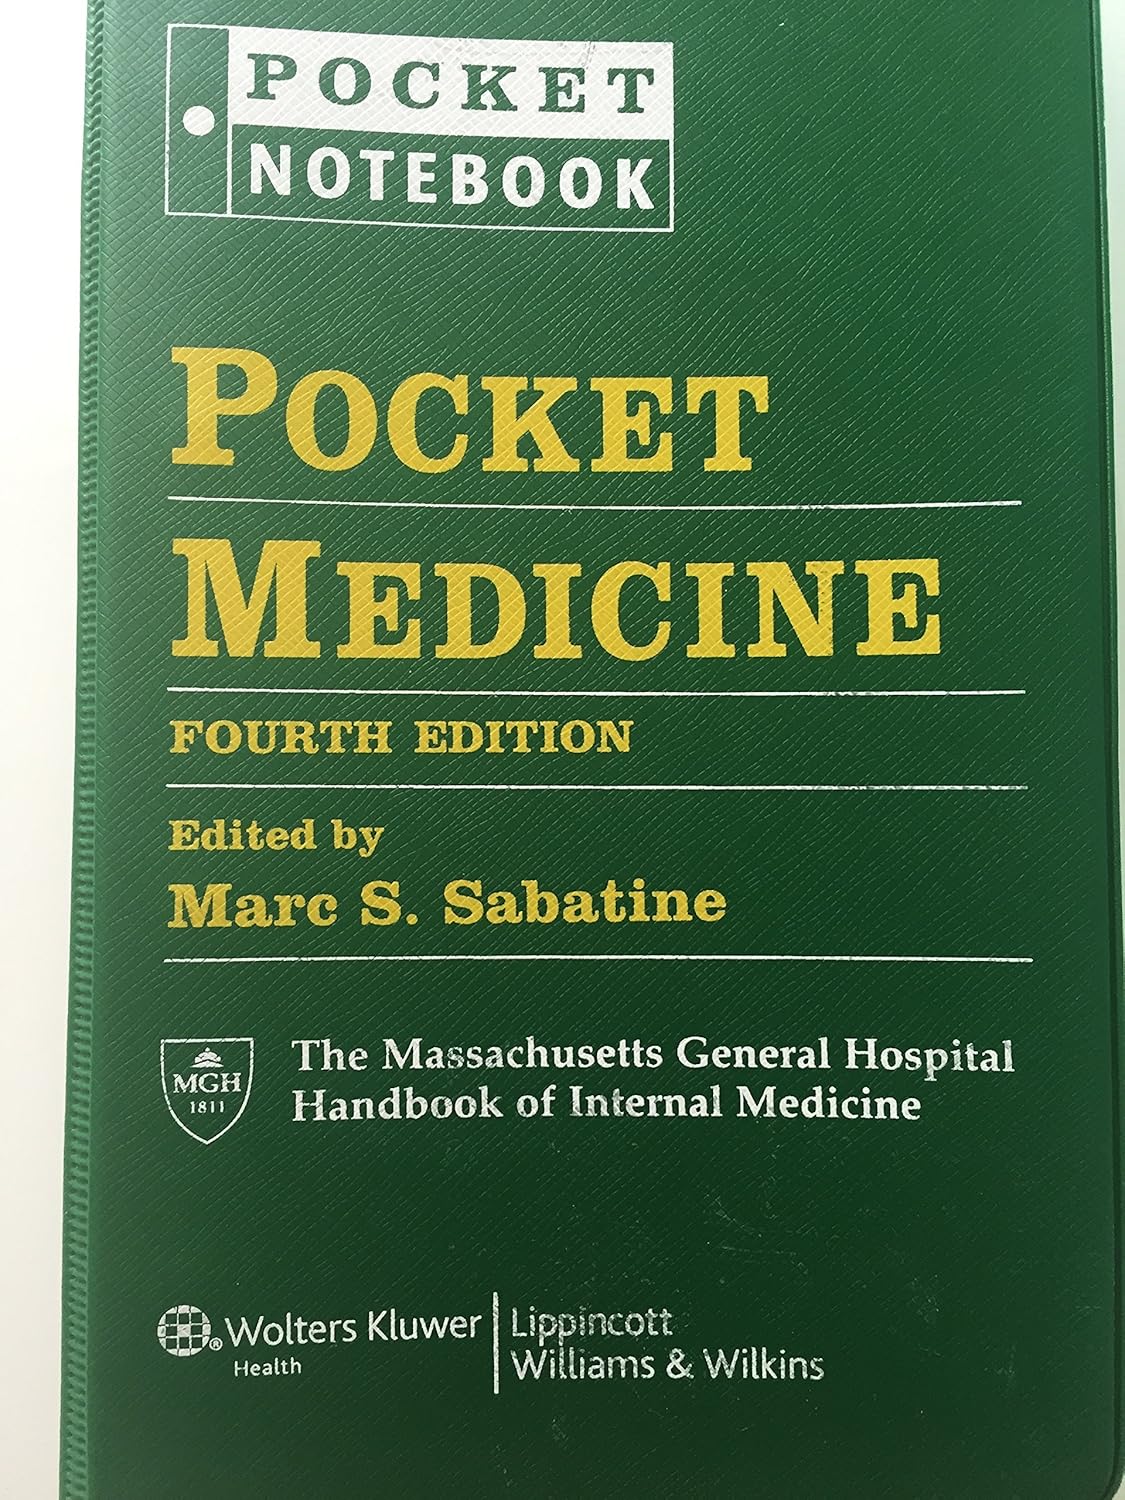 POCKET
NOTEBOOK
POCKET
MEDICINE
FOURTH EDITION
Edited by
Marc S. Sabatine
MGH
1811
The Massachusetts General Hospital
Handbook of Internal Medicine
® Wolters Kluwer
Health
Lippincott
Williams & Wilkins